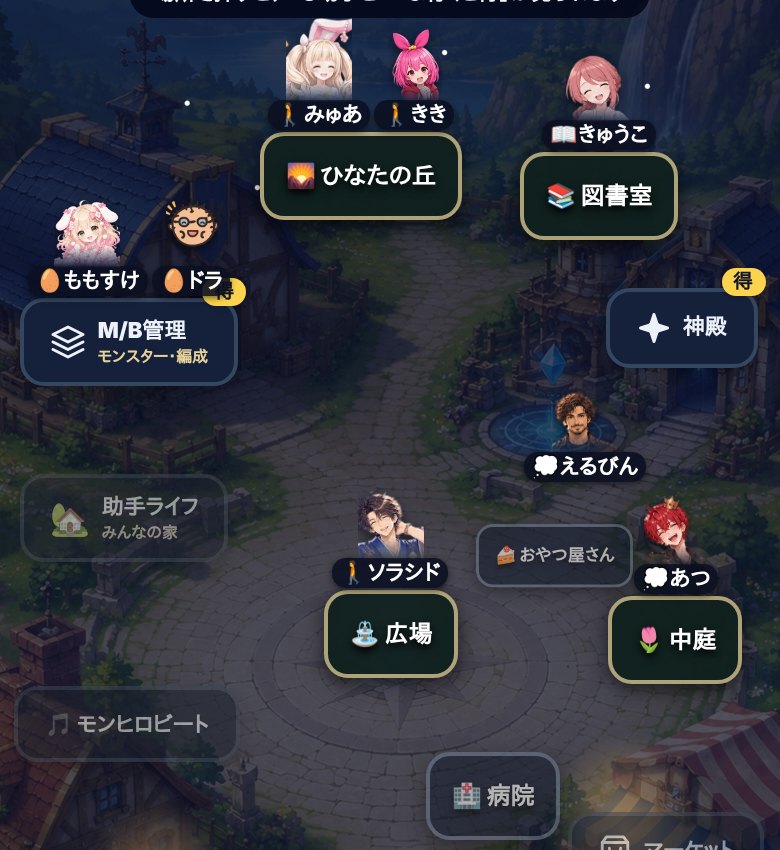 みゅあ
きき
きゅうこ
ひなたの丘
図書室
ももすけ
ドラ
得
得
M/B管理
モンスター・編成
神殿
えるびん
助手ライフ
みんなの家
ソラシド
おやつ屋さん
あつ
広場
中庭
モンヒロビート
病院
マーケット